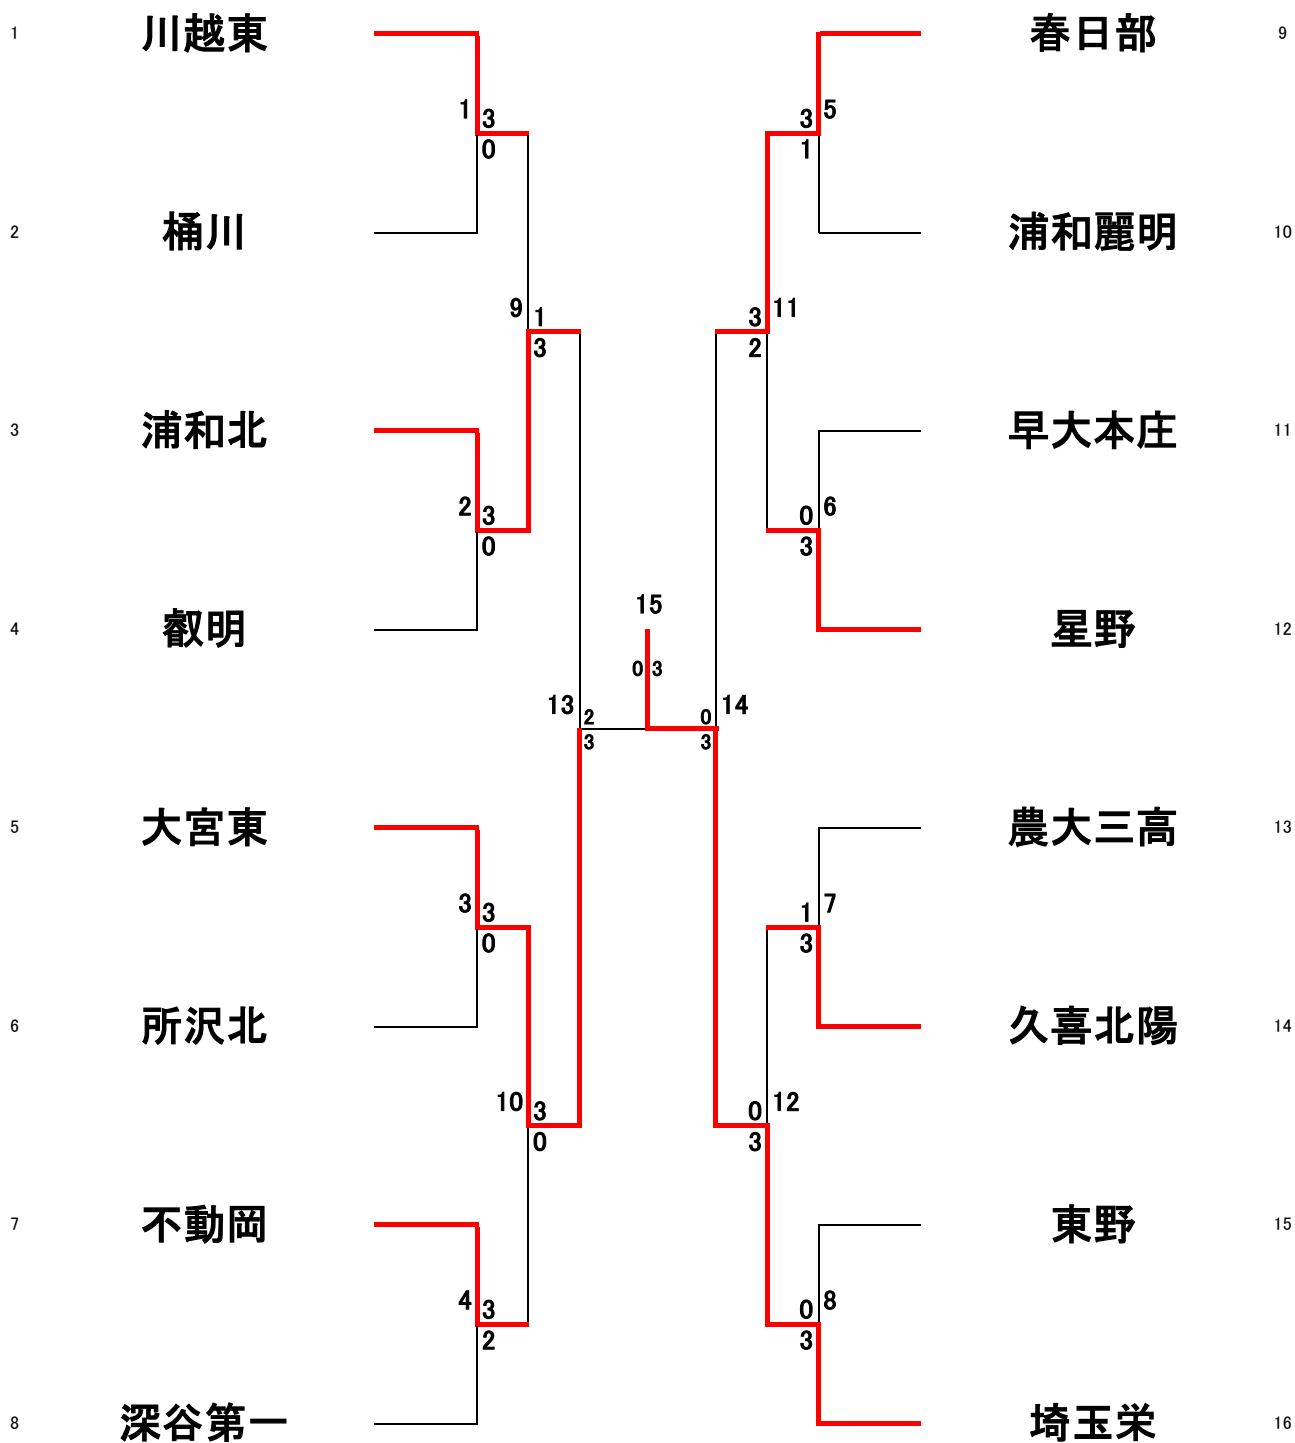 1 川越東 春日部 9
1 3 3 5
0 1
2 桶川 浦和麗明 10
9 1 3 11
3 2
3 浦和北 早大本庄 11
2 3 0 6
0 3
4 叡明 15 星野 12
0 3
13 2 0 14
3 3
5 大宮東 農大三高 13
3 3 1 7
0 3
6 所沢北 久喜北陽 14
10 3 0 12
0 3
7 不動岡 東野 15
4 3 0 8
2 3
8 深谷第一 埼玉栄 16